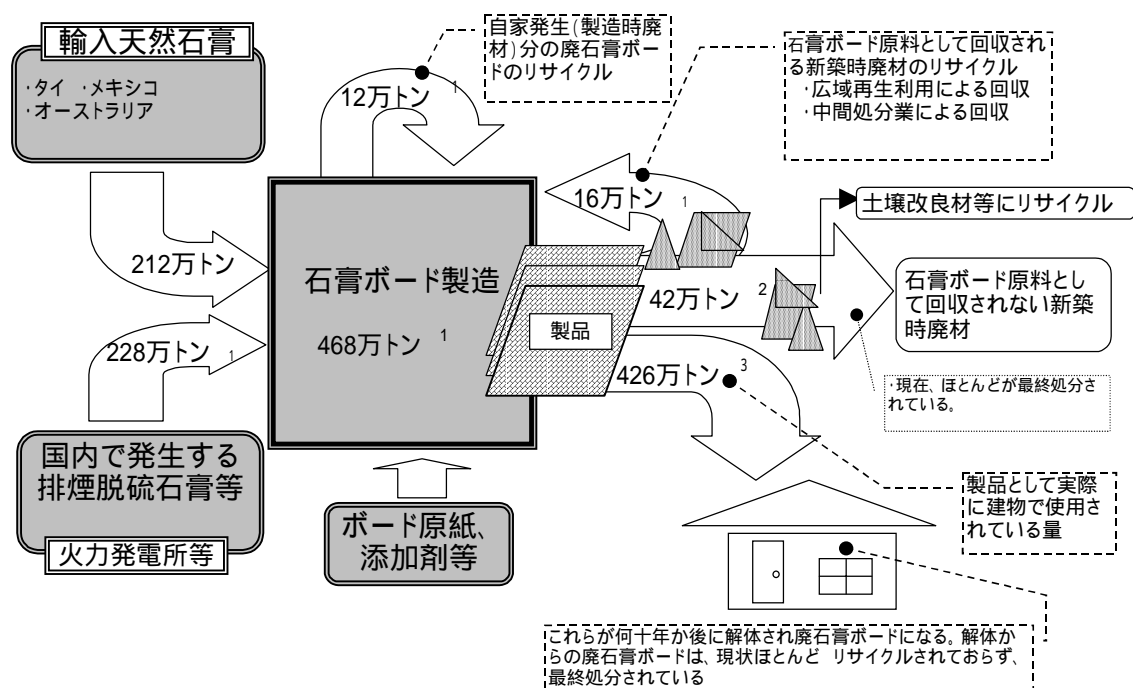 輸入天然石膏
・タイ ・メキシコ
・オーストラリア
自家発生(製造時廃
材)分の廃石膏ボー
ドのリサイクル
12万トン 1
石膏ボード原料として回収され
る新築時廃材のリサイクル
・広域再生利用による回収
・中間処分業による回収
16万トン 1
土壌改良材等にリサイクル
212万トン
石膏ボード製造
468万トン 1
製品
42万トン 2
石膏ボード原料とし
て回収されない新築
時廃材
228万トン 1
426万トン 3
・現在、ほとんどが最終処分さ
れている。
国内で発生する
排煙脱硫石膏等
火力発電所等
ボード原紙、
添加剤等
製品として実際
に建物で使用さ
れている量
これらが何十年か後に解体され廃石膏ボードになる。解体か
らの廃石膏ボードは、現状ほとんど リサイクルされておらず、
最終処分されている